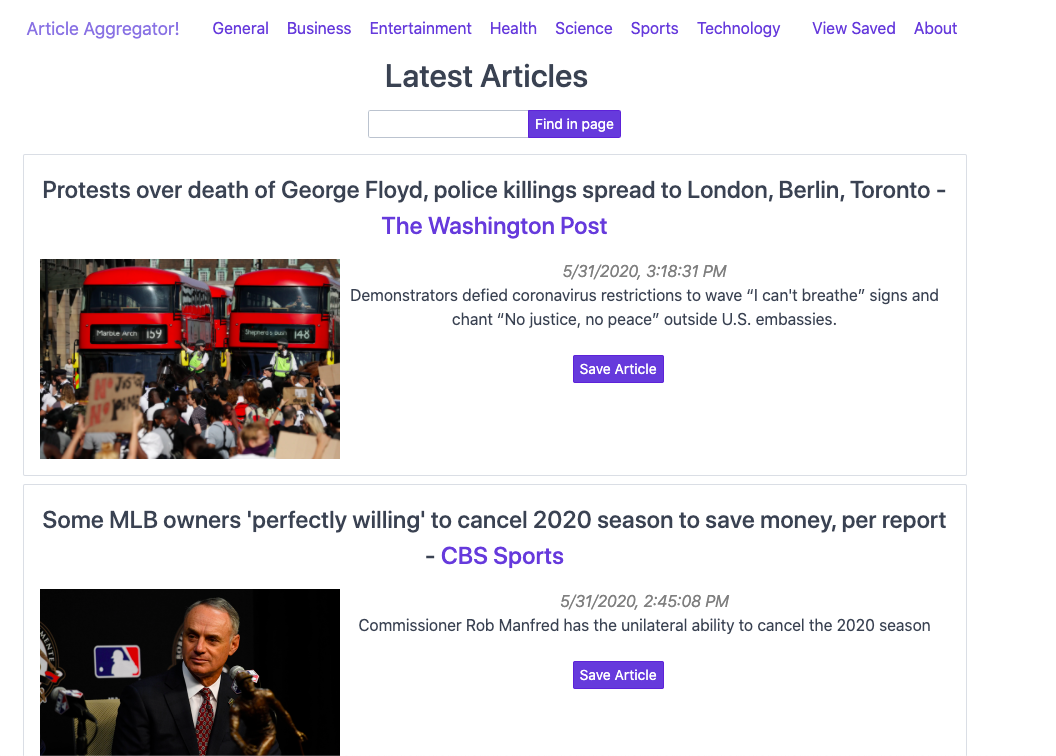 Article Aggregator! General Business Entertainment Health Science Sports Technology View Saved About
Latest Articles
Find in page
Protests over death of George Floyd, police killings spread to London, Berlin, Toronto -
The Washington Post
5/31/2020, 3:18:31 PM
Demonstrators defied coronavirus restrictions to wave “I can't breathe” signs and
chant “No justice, no peace” outside U.S. embassies.
Save Article
Marble Arch 159
Shepherd's Bush 148
NO JUSTICE
NO PEACE
Some MLB owners 'perfectly willing' to cancel 2020 season to save money, per report
- CBS Sports
5/31/2020, 2:45:08 PM
Commissioner Rob Manfred has the unilateral ability to cancel the 2020 season
Save Article